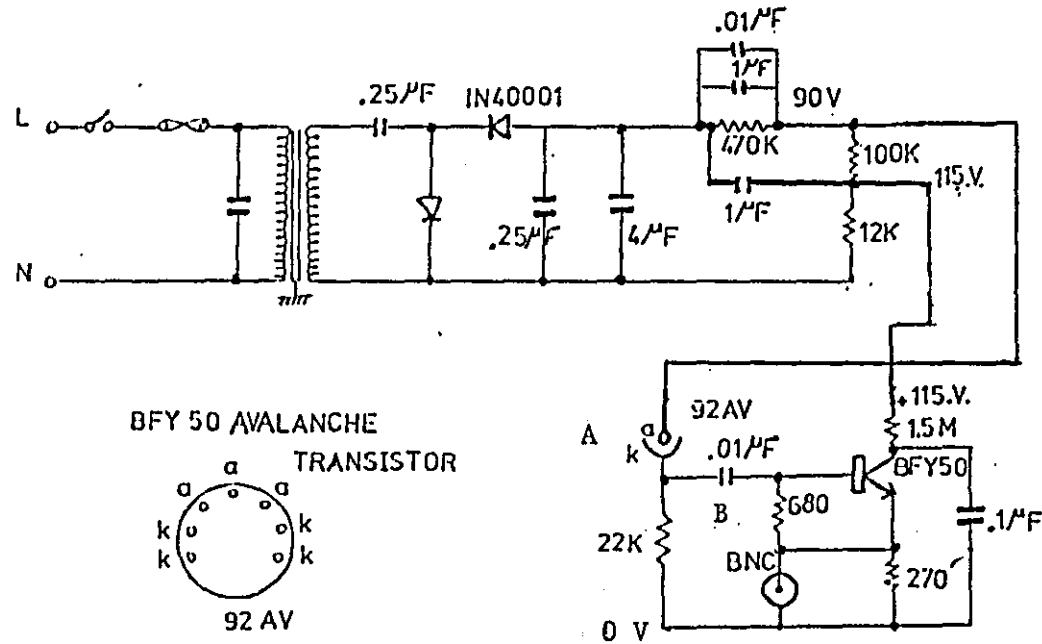 .01µF
1µF
.25µF
IN40001
90V
L
470K
100K
115.V.
1µF
12K
.25µF
4µF
N
+115.V.
92AV
1.5M
A
a
k
.01µF
BFY50
BFY 50 AVALANCHE
TRANSISTOR
B
680
.1µF
22K
BNC
270
0 V
a
a
a
k
k
k
k
92 AV